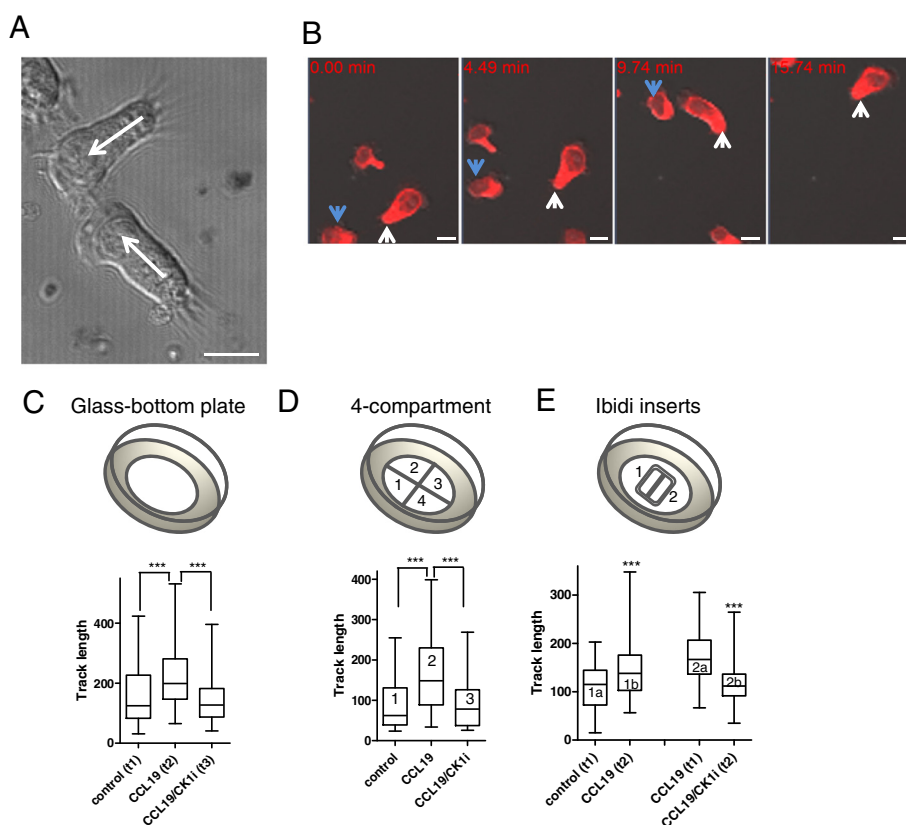 A
B
0.00 min
4.49 min
9.74 min
15.74 min
C
Glass-bottom plate
D
4-compartment
E
Ibidi inserts
1
2
3
4
1
2
***
***
Track length
400
200
0
control (t1)
CCL19 (t2)
CCL19/CK1i (t3)
***
***
Track length
400
300
200
100
0
1
2
3
control
CCL19
CCL19/CK1i
***
***
Track length
300
200
100
0
1a
1b
2a
2b
control (t1)
CCL19 (t2)
CCL19 (t1)
CCL19/CK1i (t2)